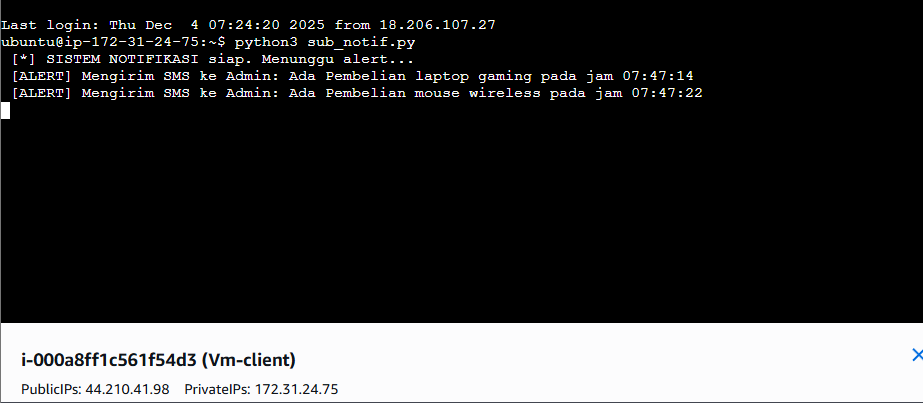 Last login: Thu Dec  4 07:24:20 2025 from 18.206.107.27
ubuntu@ip-172-31-24-75:~$ python3 sub_notif.py
 [*] SISTEM NOTIFIKASI siap. Menunggu alert...
 [ALERT] Mengirim SMS ke Admin: Ada Pembelian laptop gaming pada jam 07:47:14
 [ALERT] Mengirim SMS ke Admin: Ada Pembelian mouse wireless pada jam 07:47:22
i-000a8ff1c561f54d3 (Vm-client)
PublicIPs: 44.210.41.98    PrivateIPs: 172.31.24.75